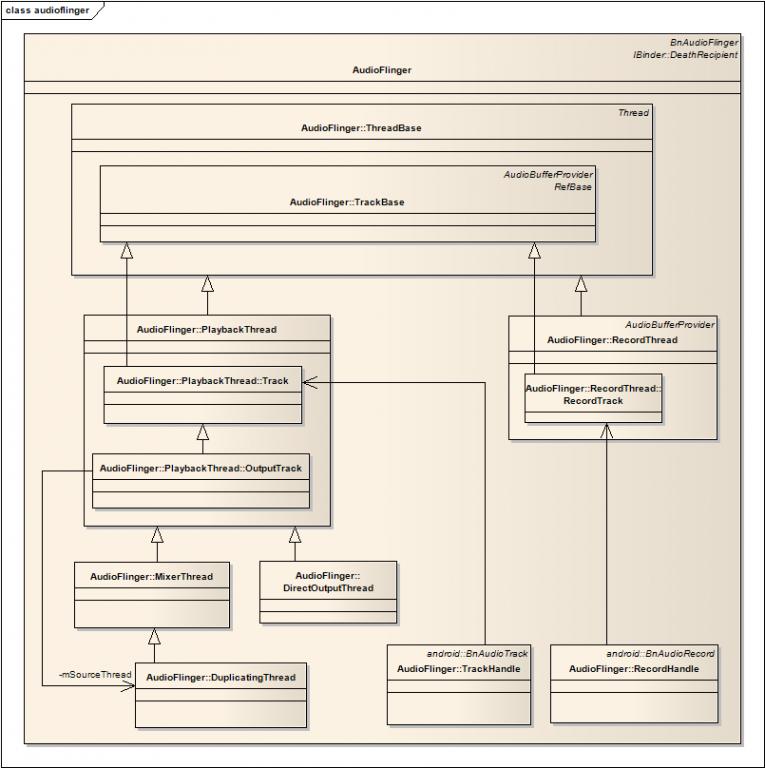 class audioflinger
BnAudioFlinger
IBinder::DeathRecipient
AudioFlinger
Thread
AudioFlinger::ThreadBase
AudioBufferProvider
RefBase
AudioFlinger::TrackBase
AudioFlinger::PlaybackThread
AudioBufferProvider
AudioFlinger::RecordThread
AudioFlinger::PlaybackThread::Track
AudioFlinger::RecordThread::
RecordTrack
AudioFlinger::PlaybackThread::OutputTrack
AudioFlinger::MixerThread
AudioFlinger::
DirectOutputThread
-mSourceThread
AudioFlinger::DuplicatingThread
android::BnAudioTrack
AudioFlinger::TrackHandle
android::BnAudioRecord
AudioFlinger::RecordHandle